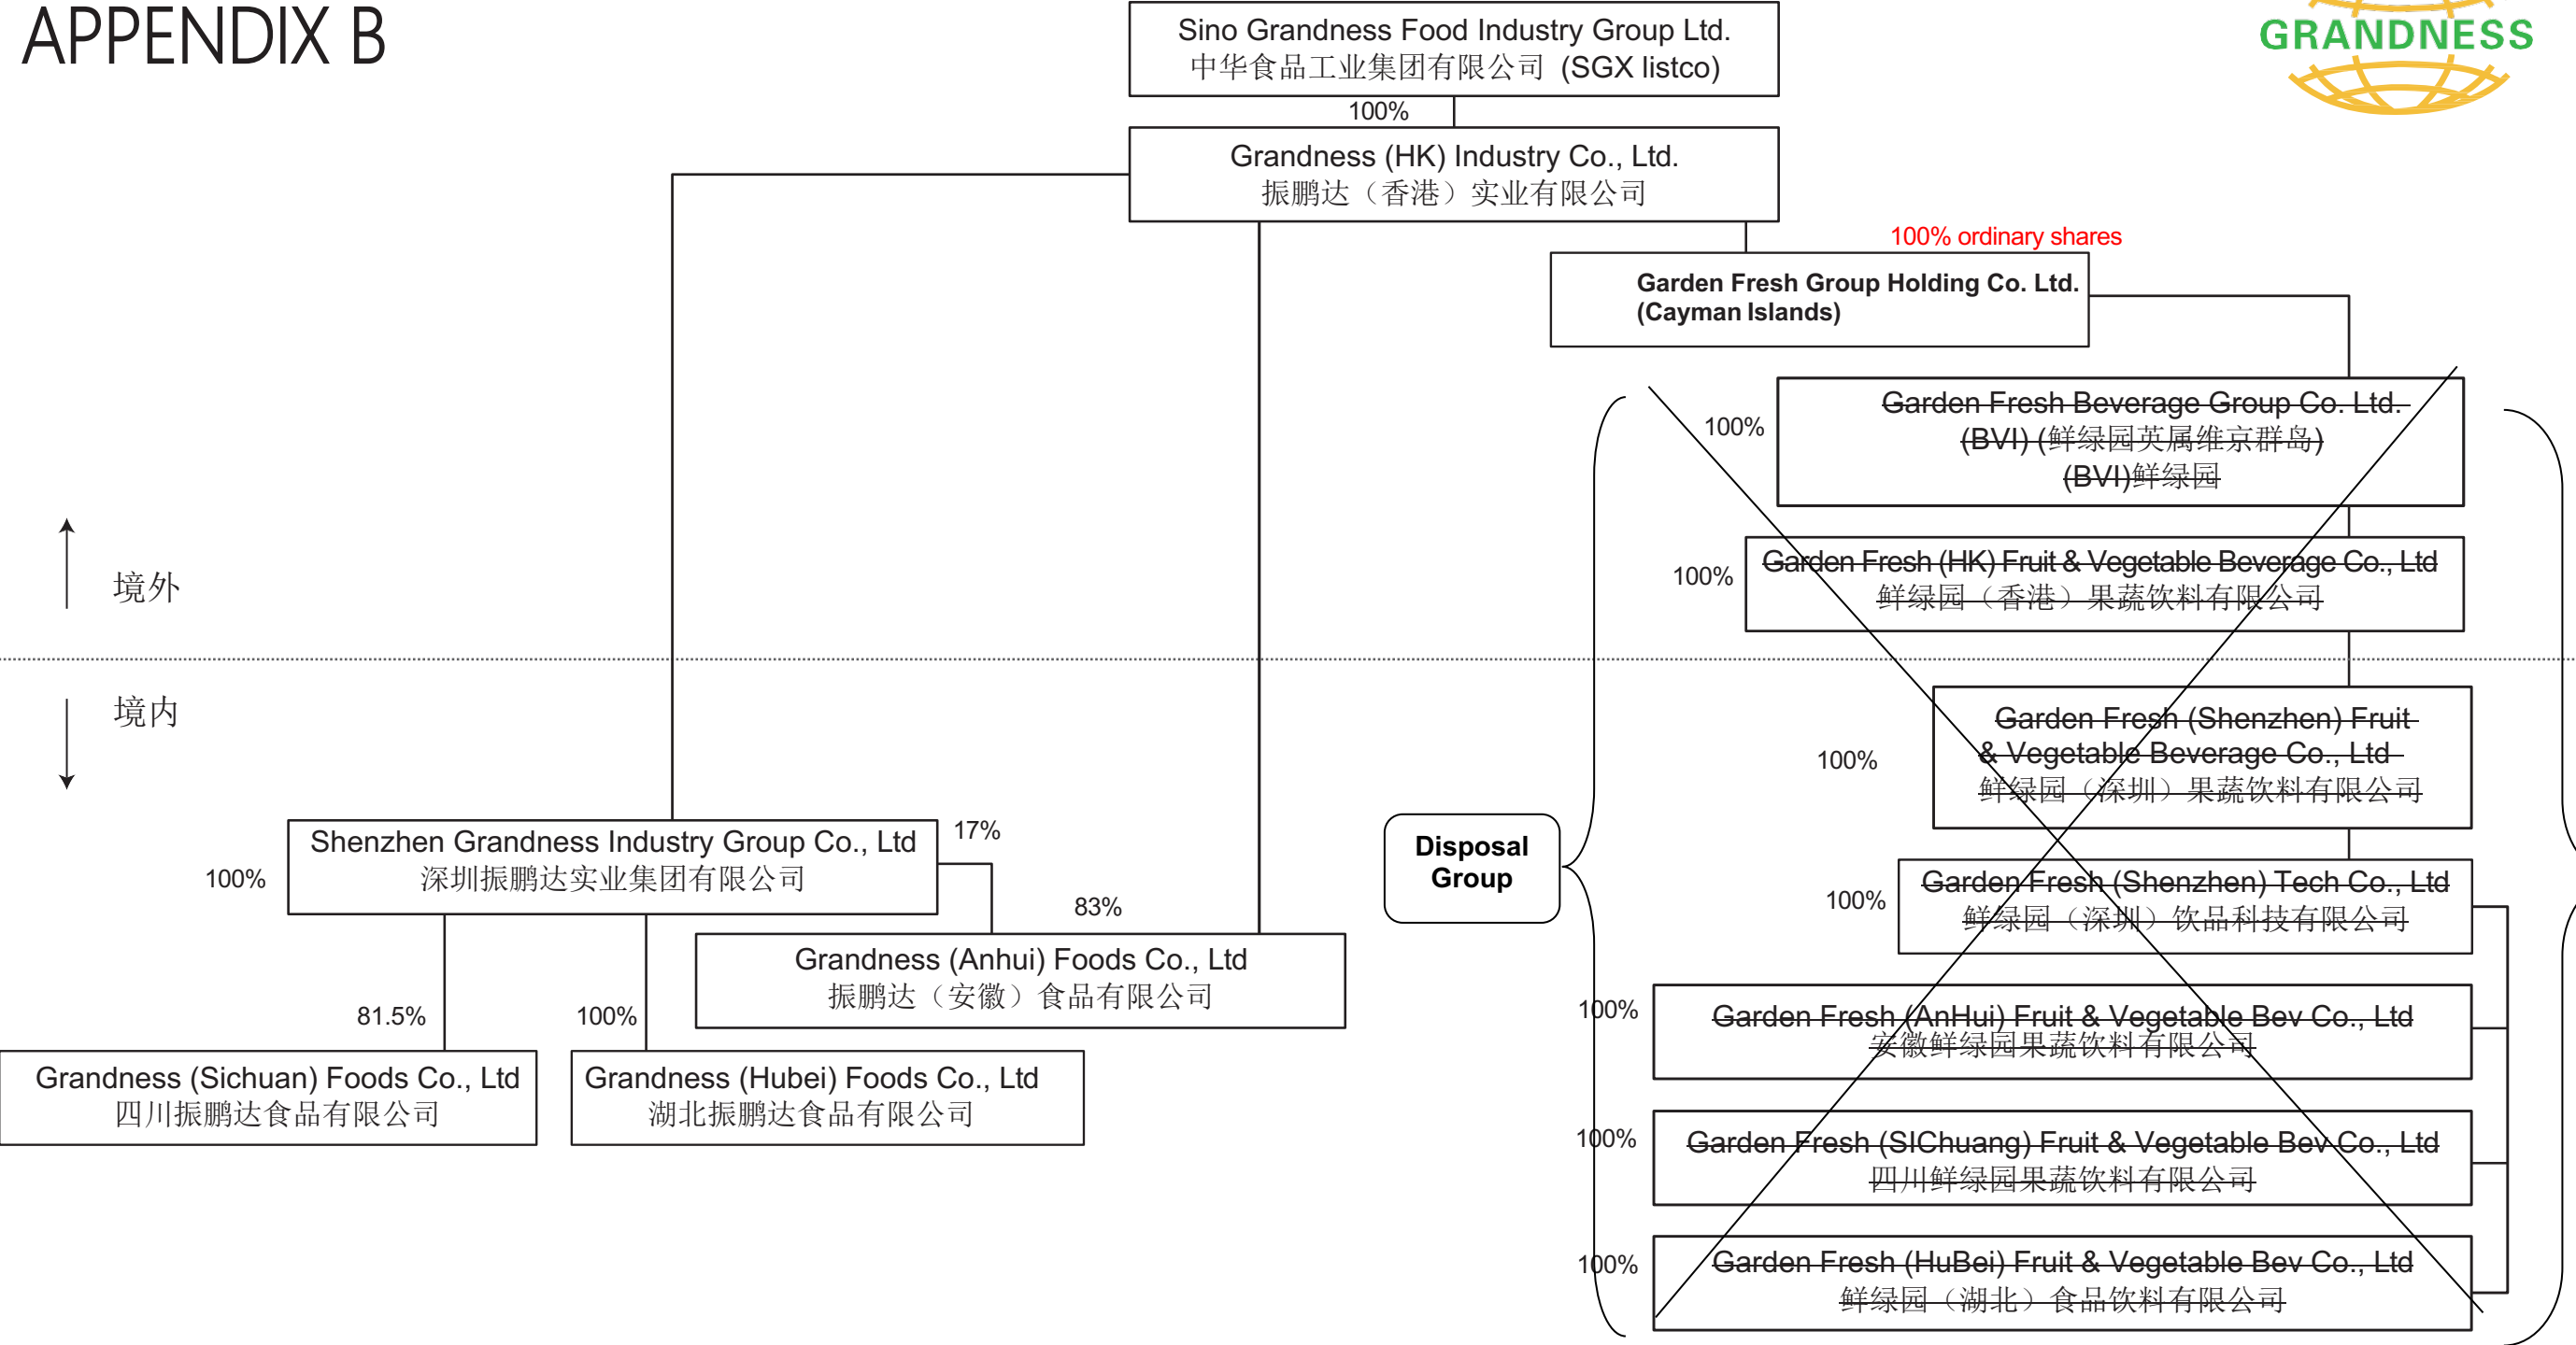 APPENDIX B
GRANDNESS
Sino Grandness Food Industry Group Ltd.
中华食品工业集团有限公司 (SGX listco)
100%
Grandness (HK) Industry Co., Ltd.
振鹏达（香港）实业有限公司
100% ordinary shares
Garden Fresh Group Holding Co. Ltd.
(Cayman Islands)
100%
Garden Fresh Beverage Group Co. Ltd.
(BVI) (鲜绿园英属维京群岛)
(BVI)鲜绿园
境外
100%
Garden Fresh (HK) Fruit & Vegetable Beverage Co., Ltd
鲜绿园（香港）果蔬饮料有限公司
境内
100%
Garden Fresh (Shenzhen) Fruit
& Vegetable Beverage Co., Ltd
鲜绿园（深圳）果蔬饮料有限公司
100%
Shenzhen Grandness Industry Group Co., Ltd
深圳振鹏达实业集团有限公司
17%
83%
Disposal
Group
100%
Garden Fresh (Shenzhen) Tech Co., Ltd
鲜绿园（深圳）饮品科技有限公司
Grandness (Anhui) Foods Co., Ltd
振鹏达（安徽）食品有限公司
100%
Garden Fresh (AnHui) Fruit & Vegetable Bev Co., Ltd
安徽鲜绿园果蔬饮料有限公司
81.5%
100%
Grandness (Sichuan) Foods Co., Ltd
四川振鹏达食品有限公司
Grandness (Hubei) Foods Co., Ltd
湖北振鹏达食品有限公司
100%
Garden Fresh (SIChuang) Fruit & Vegetable Bev Co., Ltd
四川鲜绿园果蔬饮料有限公司
100%
Garden Fresh (HuBei) Fruit & Vegetable Bev Co., Ltd
鲜绿园（湖北）食品饮料有限公司